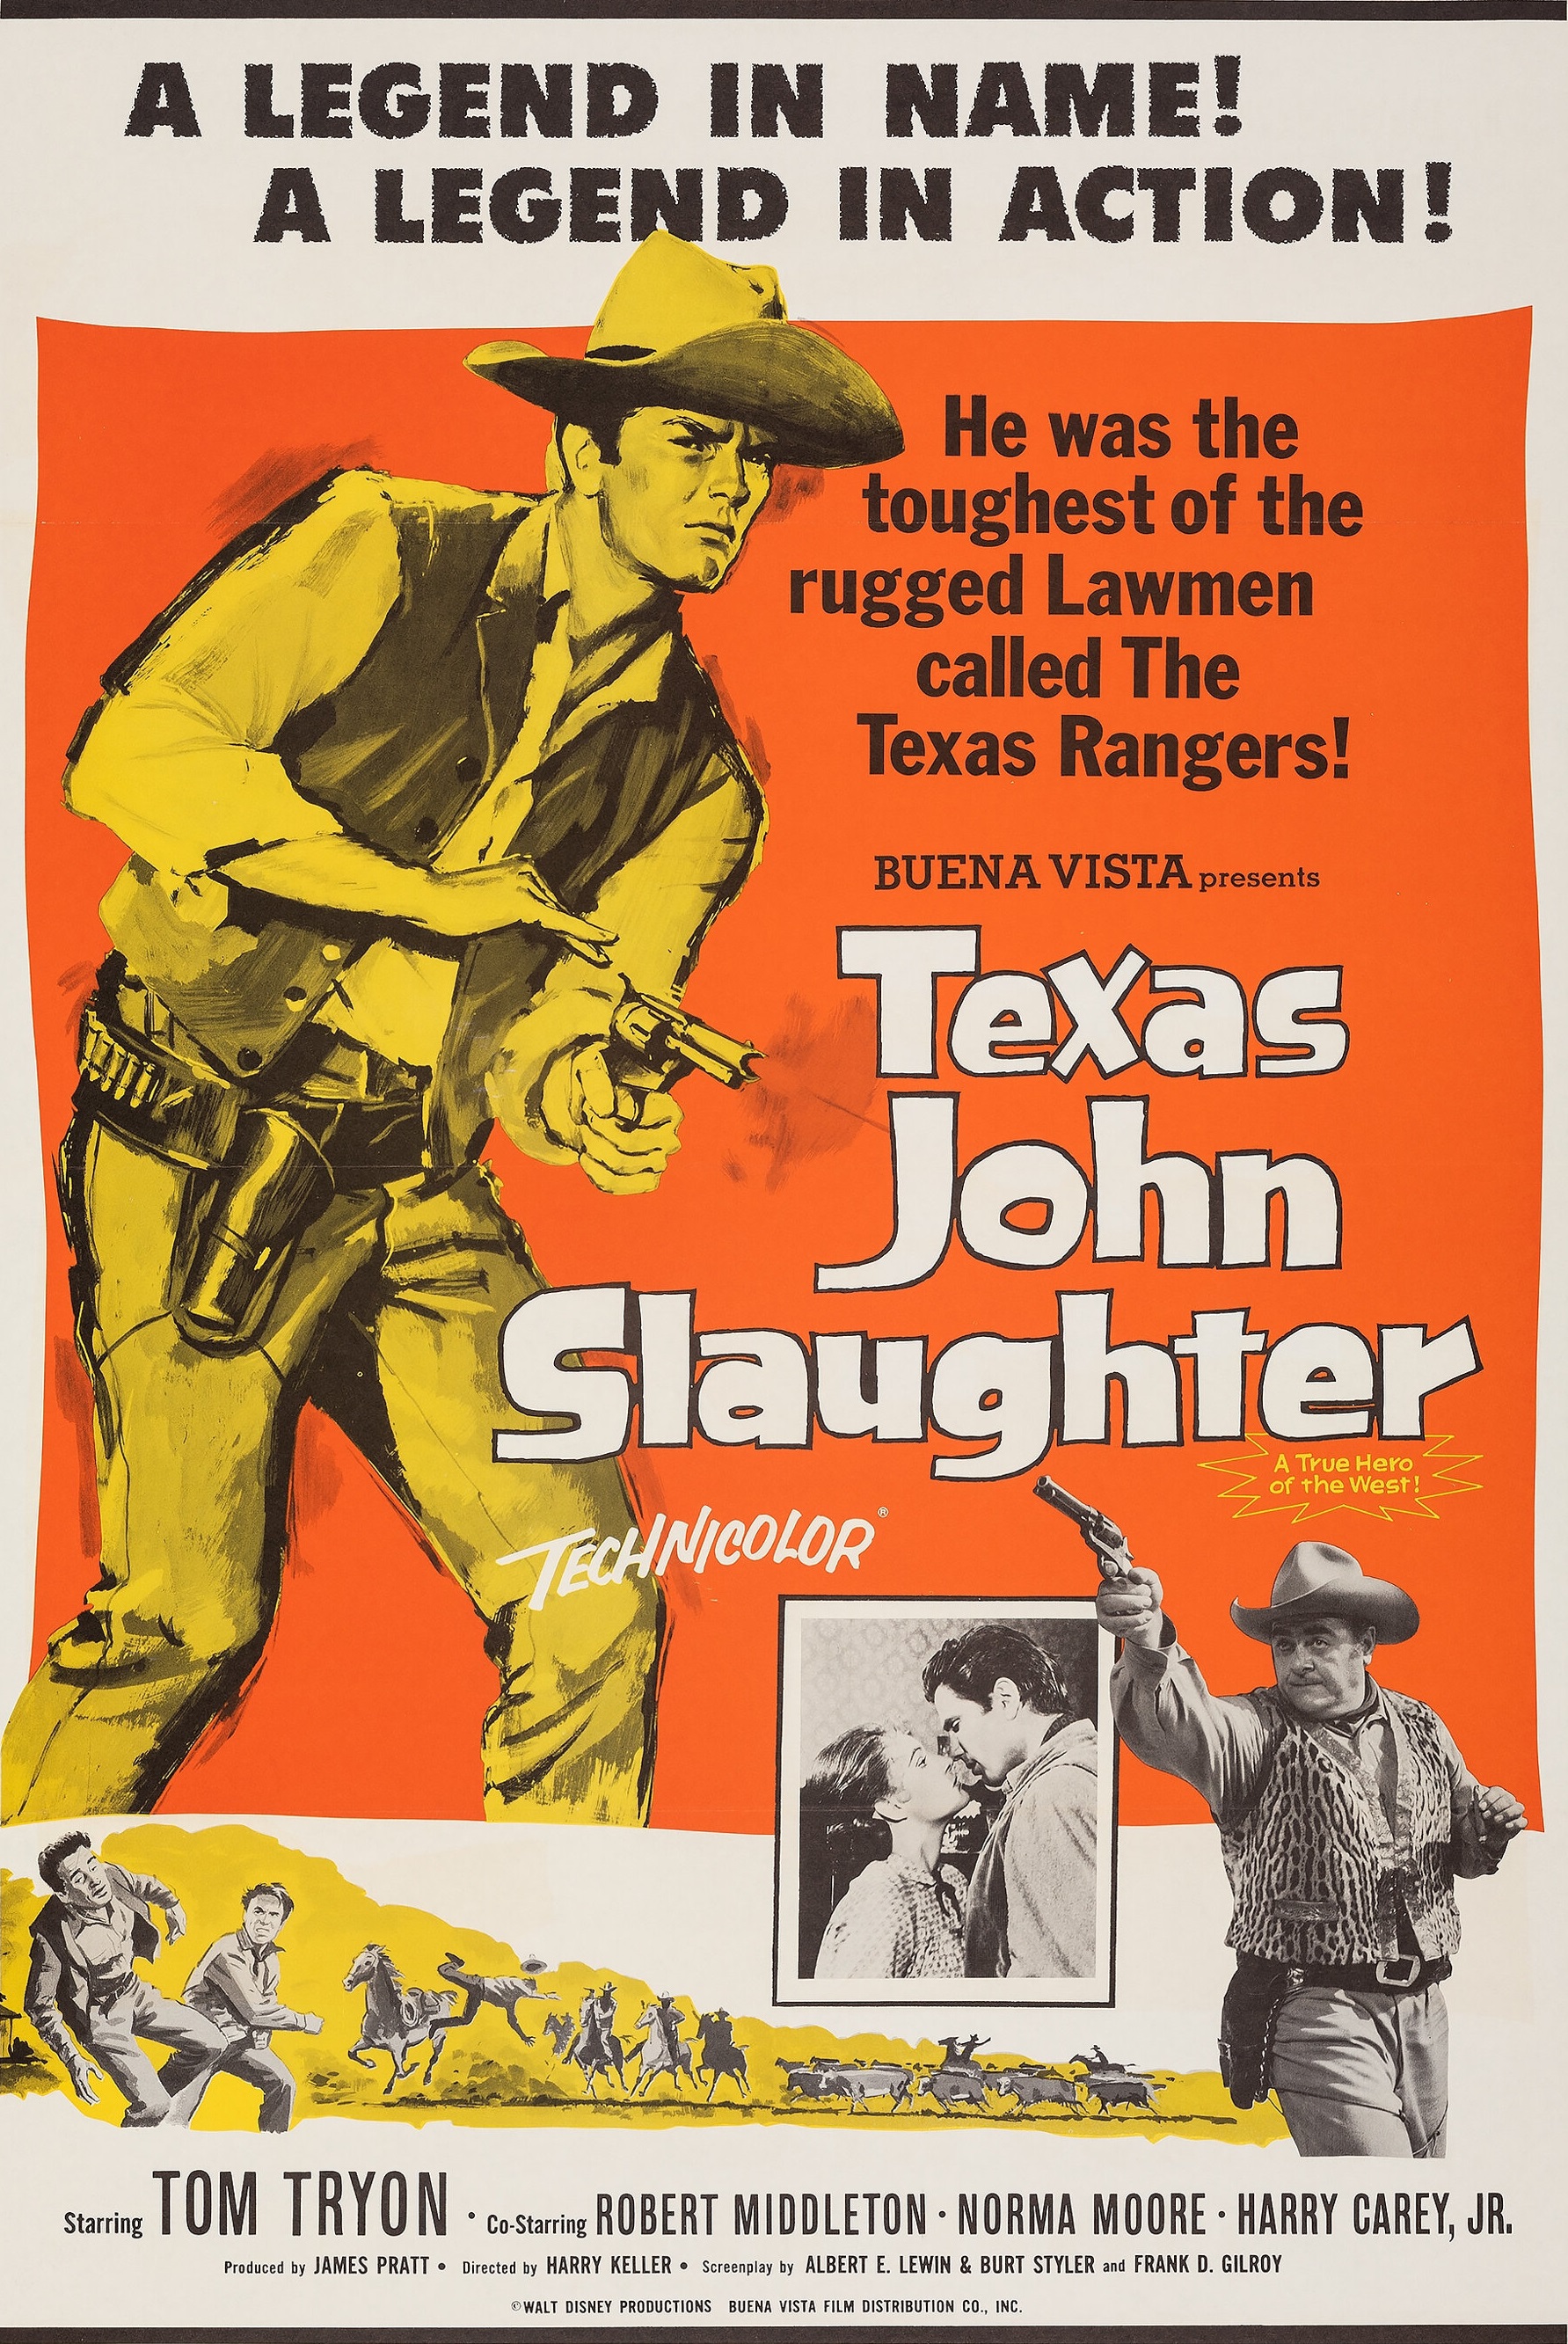 A LEGEND IN NAME!
A LEGEND IN ACTION!
He was the
toughest of the
rugged Lawmen
called The
Texas Rangers!
BUENA VISTA presents
Texas
John
Slaughter
A True Hero
of the West!
TECHNICOLOR®
Starring TOM TRYON · Co-Starring ROBERT MIDDLETON · NORMA MOORE · HARRY CAREY, JR.
Produced by JAMES PRATT • Directed by HARRY KELLER • Screenplay by ALBERT E. LEWIN & BURT STYLER and FRANK D. GILROY
©WALT DISNEY PRODUCTIONS BUENA VISTA FILM DISTRIBUTION CO., INC.